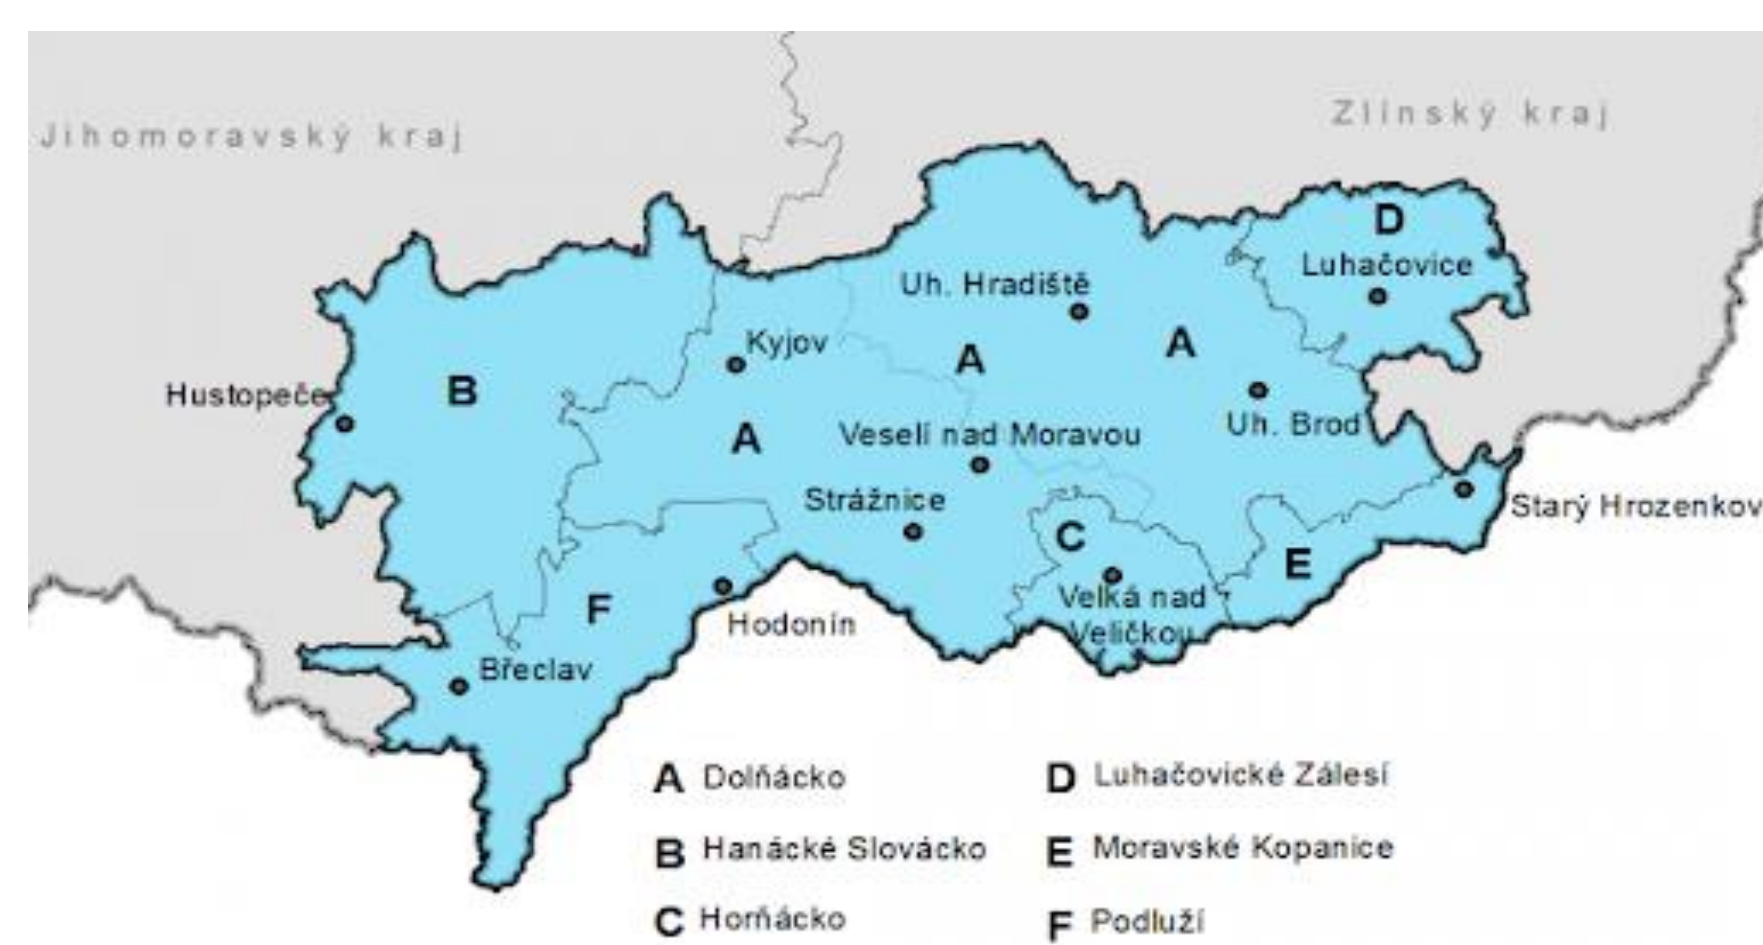 Jihomoravský kraj
Zlínský kraj
D
Luhačovice
Uh. Hradiště
Kyjov
A
A
Hustopeče
B
Uh. Brod
A
Veselí nad Moravou
Strážnice
Starý Hrozenkov
C
E
Velká nad
Veličkou
F
Hodonín
Břeclav
A Dolňácko
D Luhačovické Zálesí
B Hanácké Slovácko
E Moravské Kopanice
C Horňácko
F Podluží